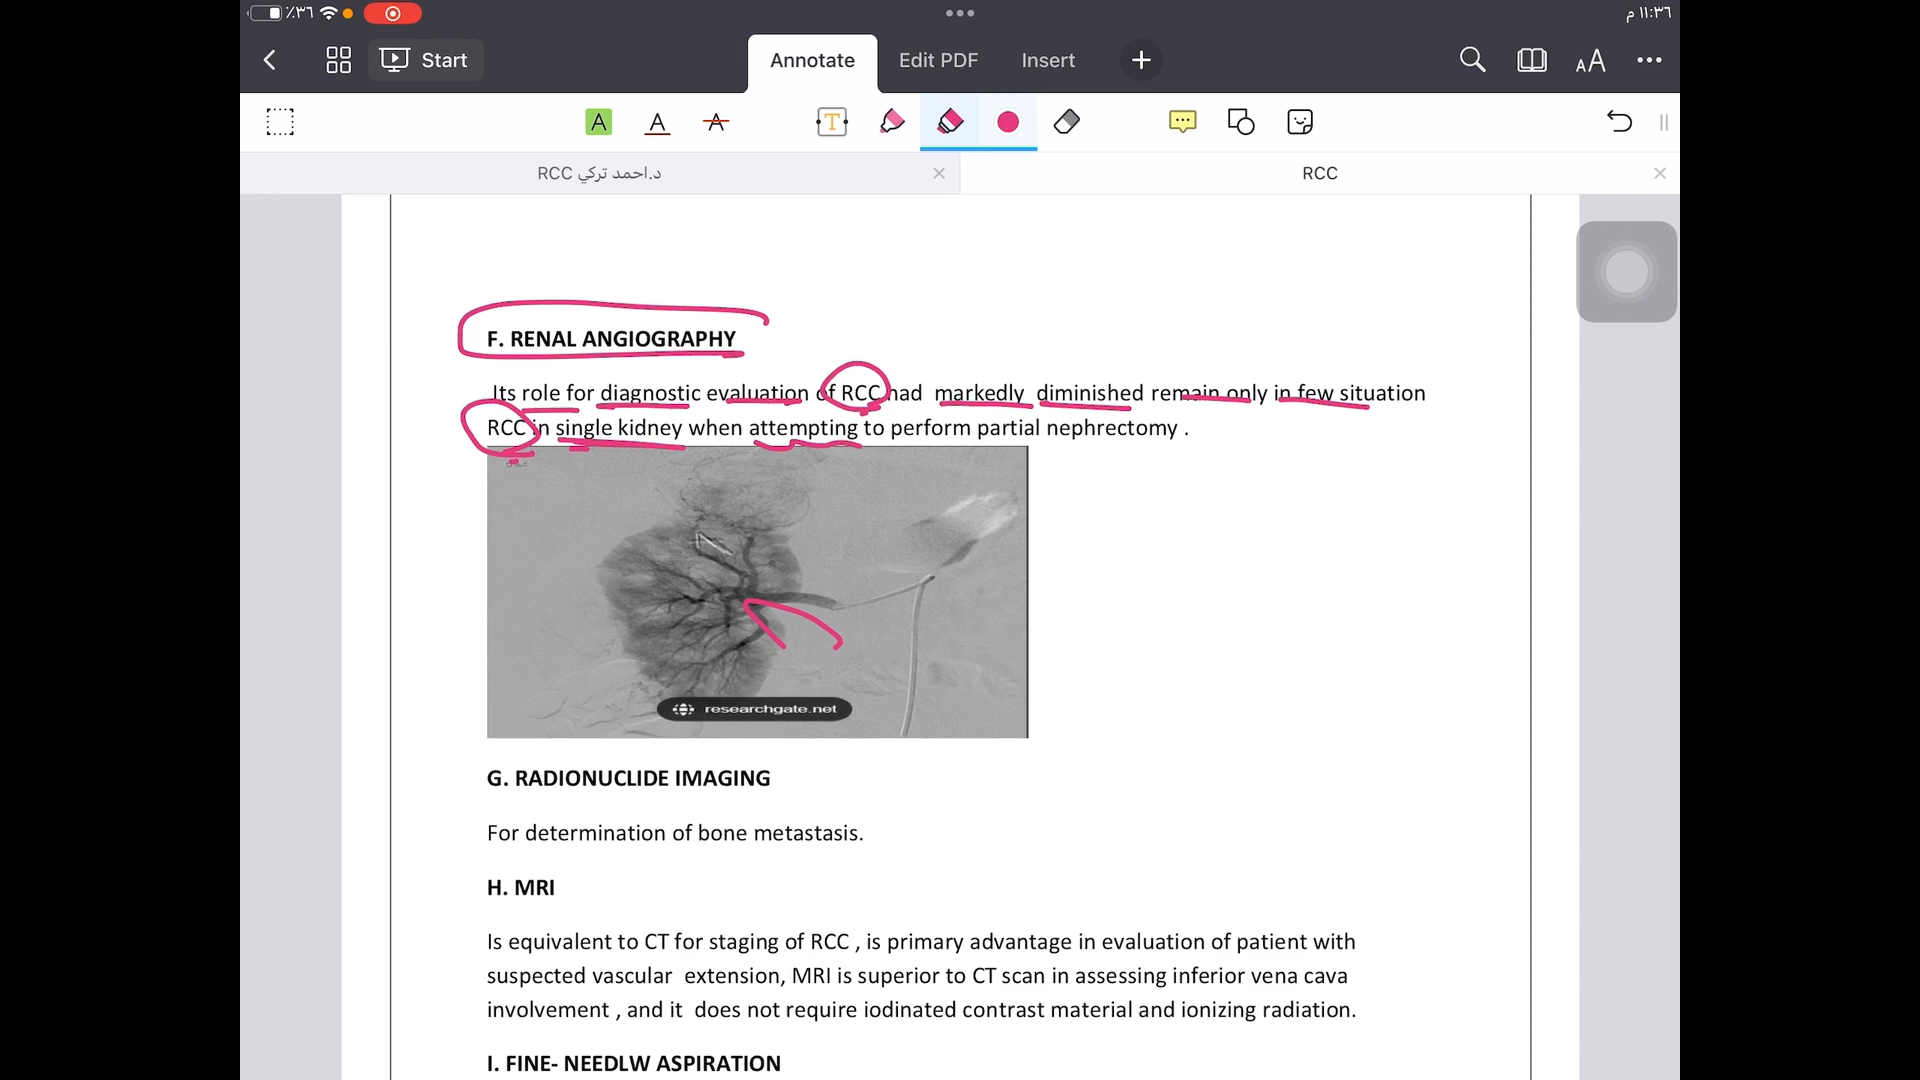 ٪٣٦
١١:٣٦ م
Start
Annotate
Edit PDF
Insert
AA
A A A T
RCC د.احمد تركي
RCC
F. RENAL ANGIOGRAPHY
Its role for diagnostic evaluation of RCC had markedly diminished remain only in few situation
RCC in single kidney when attempting to perform partial nephrectomy .
researchgate.net
G. RADIONUCLIDE IMAGING
For determination of bone metastasis.
H. MRI
Is equivalent to CT for staging of RCC , is primary advantage in evaluation of patient with
suspected vascular extension, MRI is superior to CT scan in assessing inferior vena cava
involvement , and it does not require iodinated contrast material and ionizing radiation.
I. FINE- NEEDLW ASPIRATION